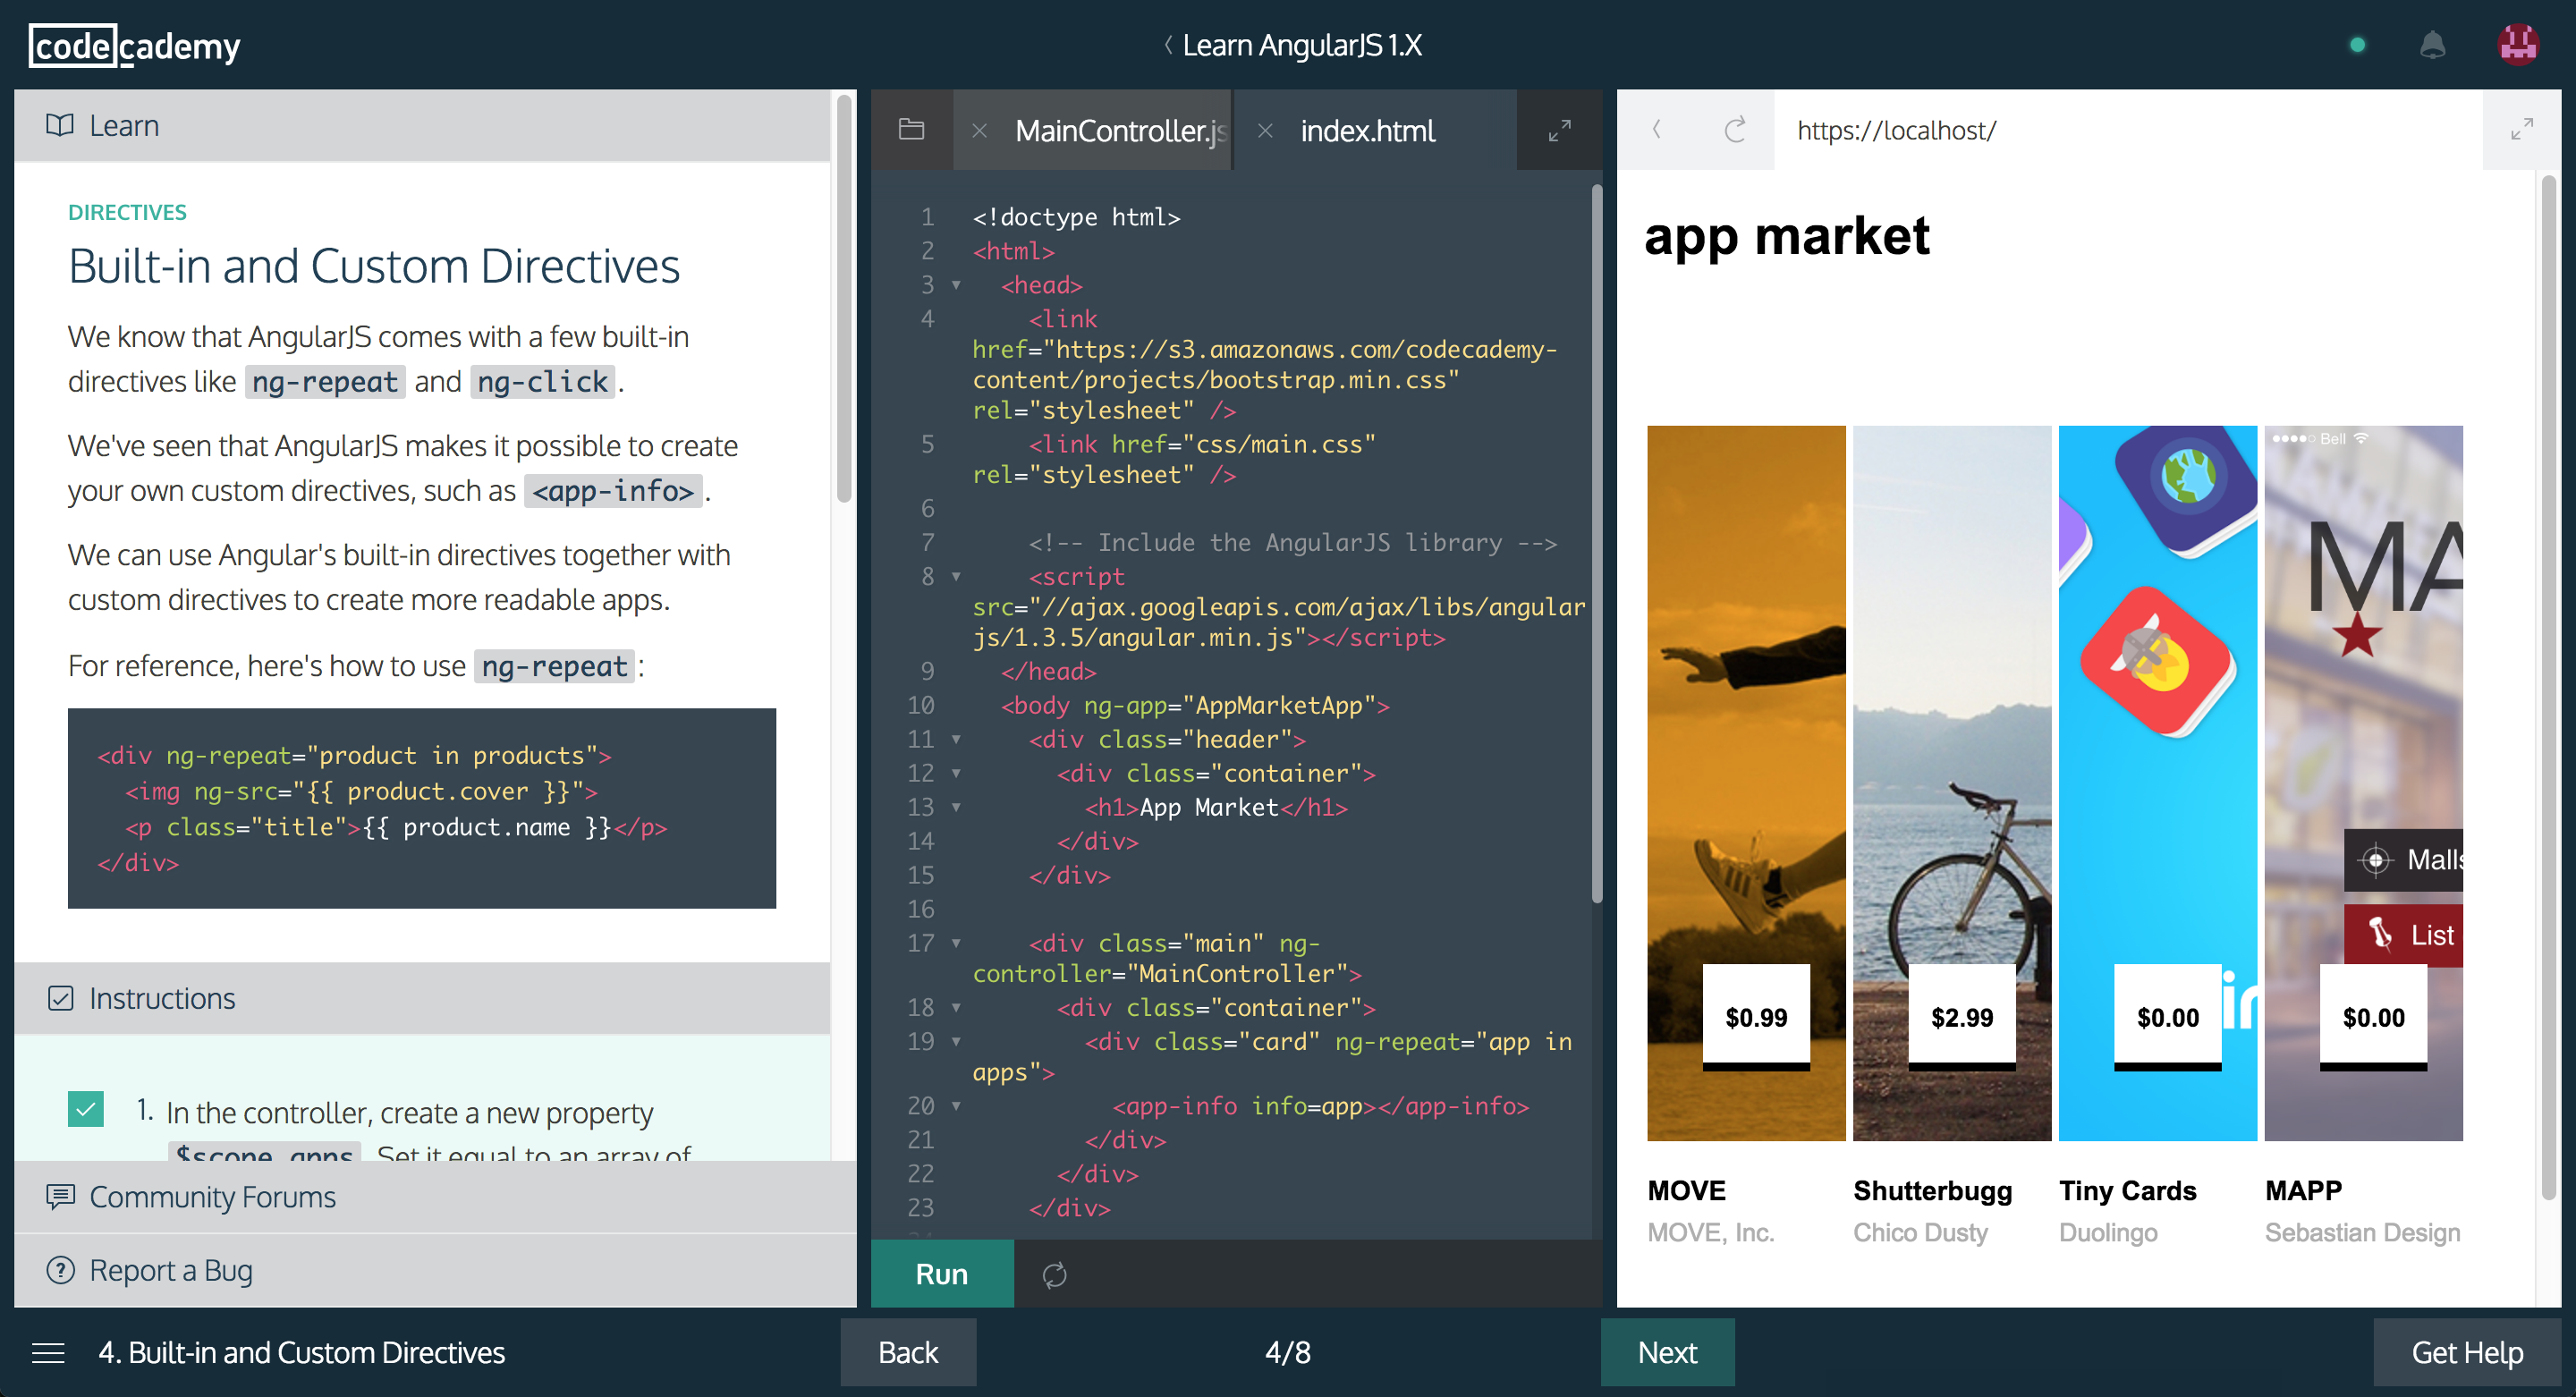 codecademy
Learn AngularJS 1.X
Learn
DIRECTIVES
Built-in and Custom Directives
We know that AngularJS comes with a few built-in
directives like ng-repeat and ng-click.
We've seen that AngularJS makes it possible to create
your own custom directives, such as <app-info>.
We can use Angular's built-in directives together with
custom directives to create more readable apps.
For reference, here's how to use ng-repeat:
<div ng-repeat="product in products">
<img ng-src="{{ product.cover }}">
<p class="title">{{ product.name }}</p>
</div>
Instructions
1. In the controller, create a new property
$scope.apps. Set it equal to an array of
Community Forums
Report a Bug
MainController.js
index.html
1 <!doctype html>
2 <html>
3 <head>
4 <link
href="https://s3.amazonaws.com/codecademy-
content/projects/bootstrap.min.css"
rel="stylesheet" />
5 <link href="css/main.css"
rel="stylesheet" />
6
7 <!-- Include the AngularJS library -->
8 <script
src="//ajax.googleapis.com/ajax/libs/angular
js/1.3.5/angular.min.js"></script>
9 </head>
10 <body ng-app="AppMarketApp">
11 <div class="header">
12 <div class="container">
13 <h1>App Market</h1>
14 </div>
15 </div>
16
17 <div class="main" ng-
controller="MainController">
18 <div class="container">
19 <div class="card" ng-repeat="app in
apps">
20 <app-info info=app></app-info>
21 </div>
22 </div>
23 </div>
Run
https://localhost/
app market
Bell
MA
Malls
List
in
$0.99
$2.99
$0.00
$0.00
MOVE
Shutterbugg
Tiny Cards
MAPP
MOVE, Inc.
Chico Dusty
Duolingo
Sebastian Design
4. Built-in and Custom Directives
Back
4/8
Next
Get Help